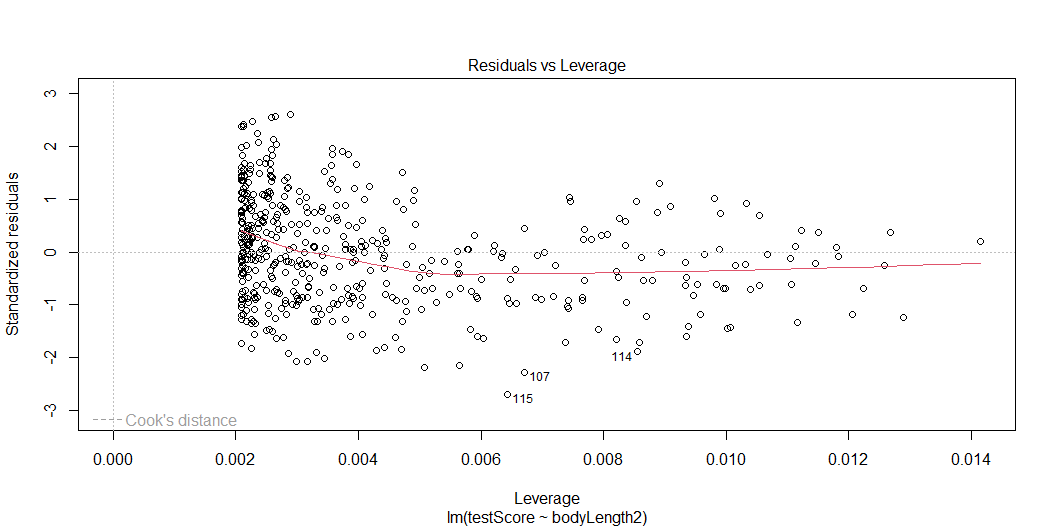 Residuals vs Leverage
Standardized residuals
3
2
1
0
-1
-2
-3
114
107
115
Cook's distance
0.000 0.002 0.004 0.006 0.008 0.010 0.012 0.014
Leverage
lm(testScore ~ bodyLength2)